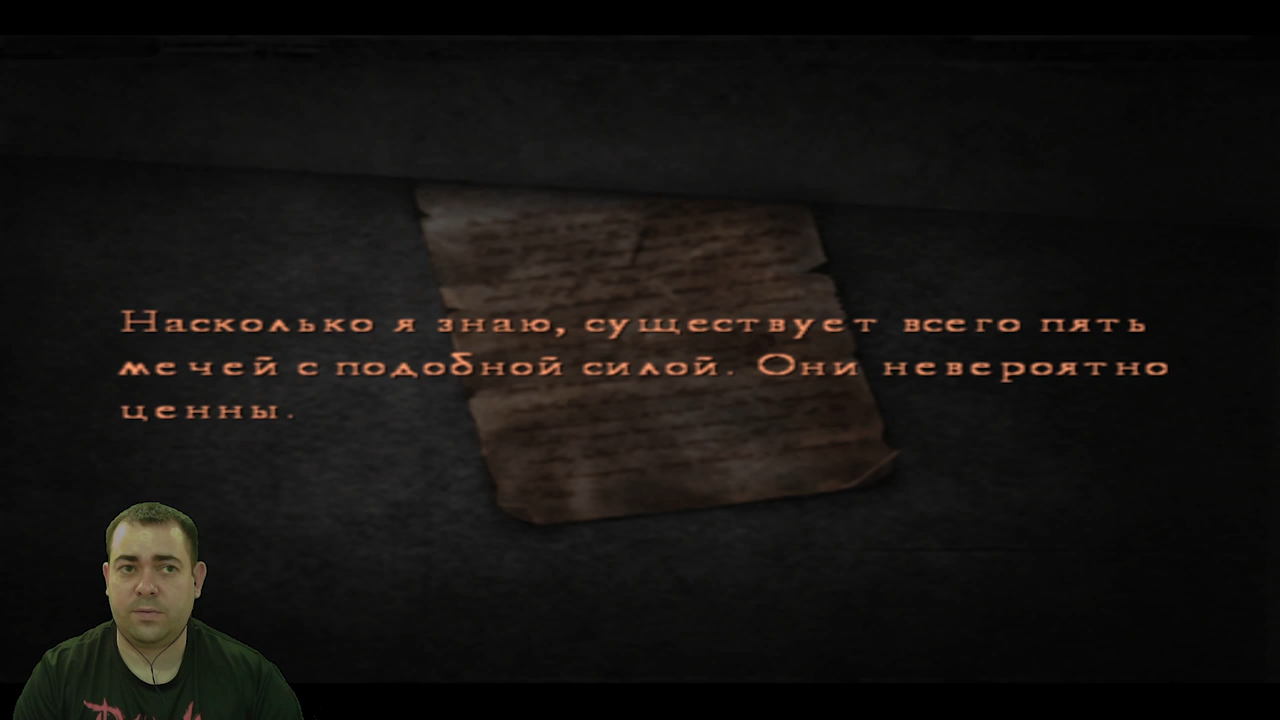 Насколько я знаю, существует всего пять
мечей с подобной силой. Они невероятно
ценны.